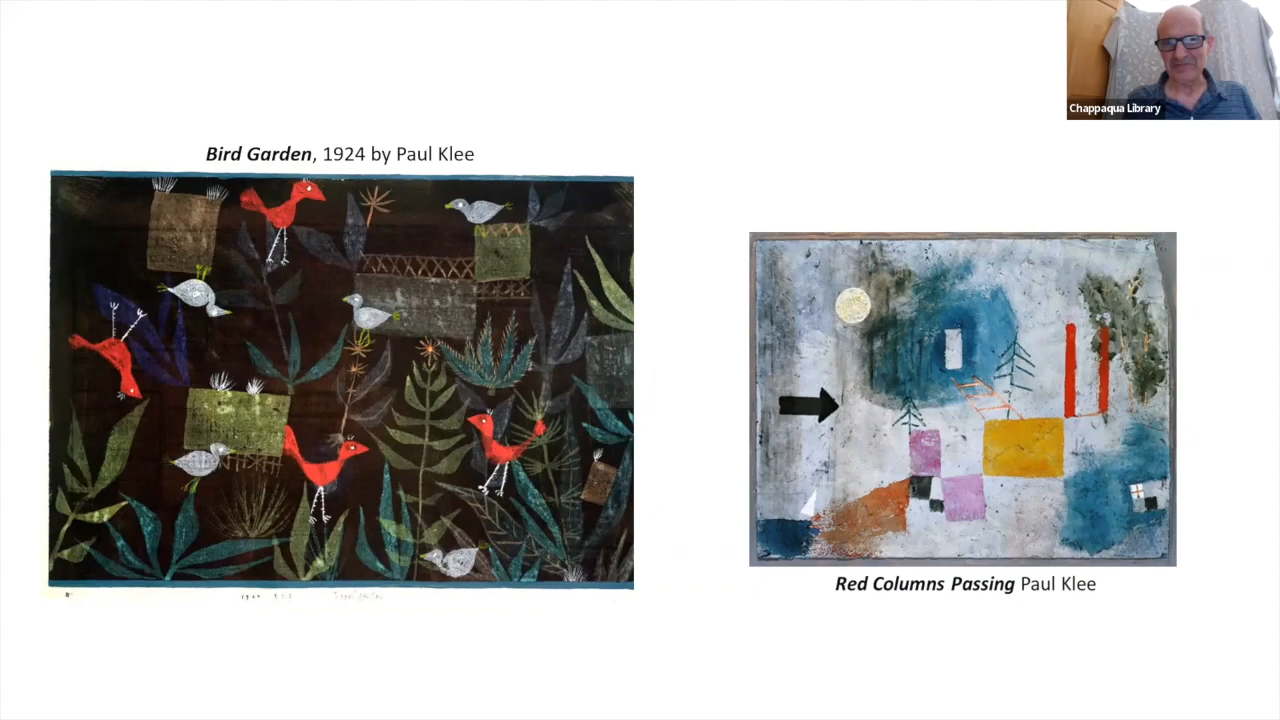 Chappaqua Library
Bird Garden, 1924 by Paul Klee
Red Columns Passing Paul Klee